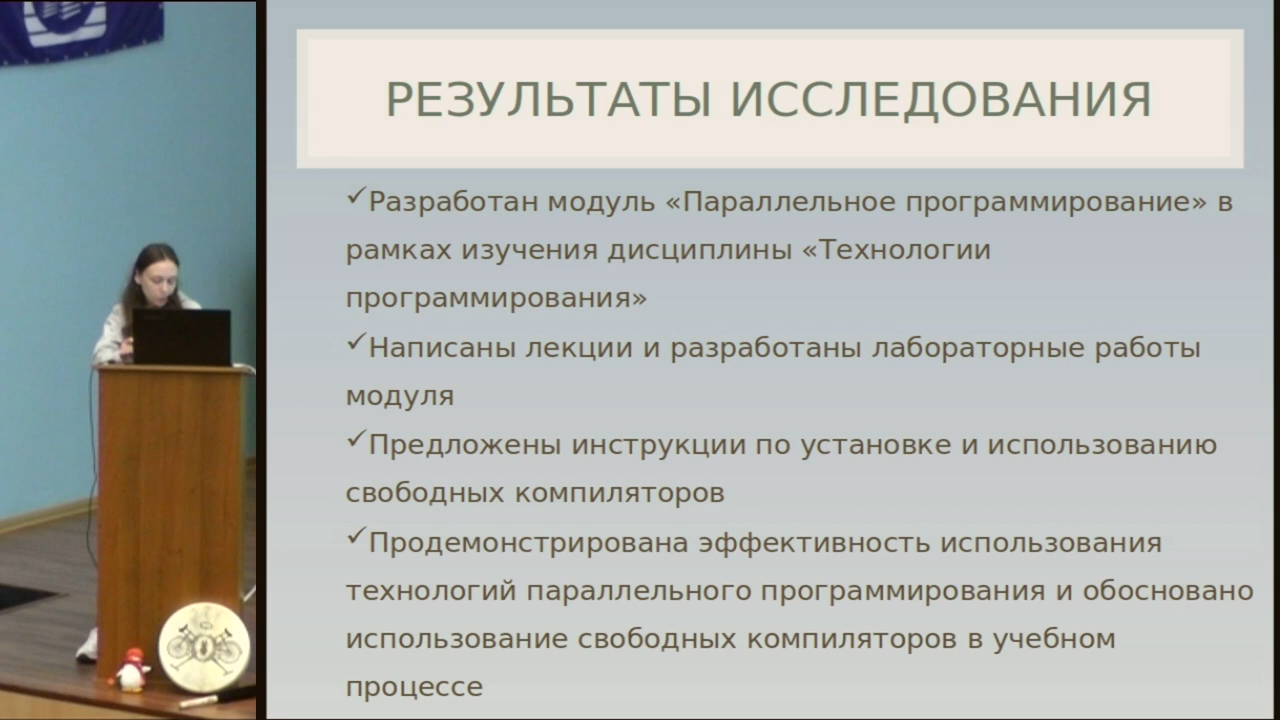 РЕЗУЛЬТАТЫ ИССЛЕДОВАНИЯ
✓Разработан модуль «Параллельное программирование» в
рамках изучения дисциплины «Технологии
программирования»
✓Написаны лекции и разработаны лабораторные работы
модуля
✓Предложены инструкции по установке и использованию
свободных компиляторов
✓Продемонстрирована эффективность использования
технологий параллельного программирования и обосновано
использование свободных компиляторов в учебном
процессе